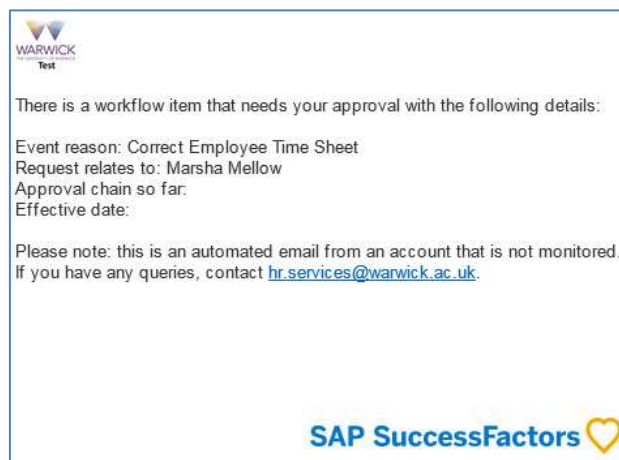 WARWICK
Test
There is a workflow item that needs your approval with the following details:
Event reason: Correct Employee Time Sheet
Request relates to: Marsha Mellow
Approval chain so far:
Effective date:
Please note: this is an automated email from an account that is not monitored.
If you have any queries, contact hr.services@warwick.ac.uk.
SAP SuccessFactors